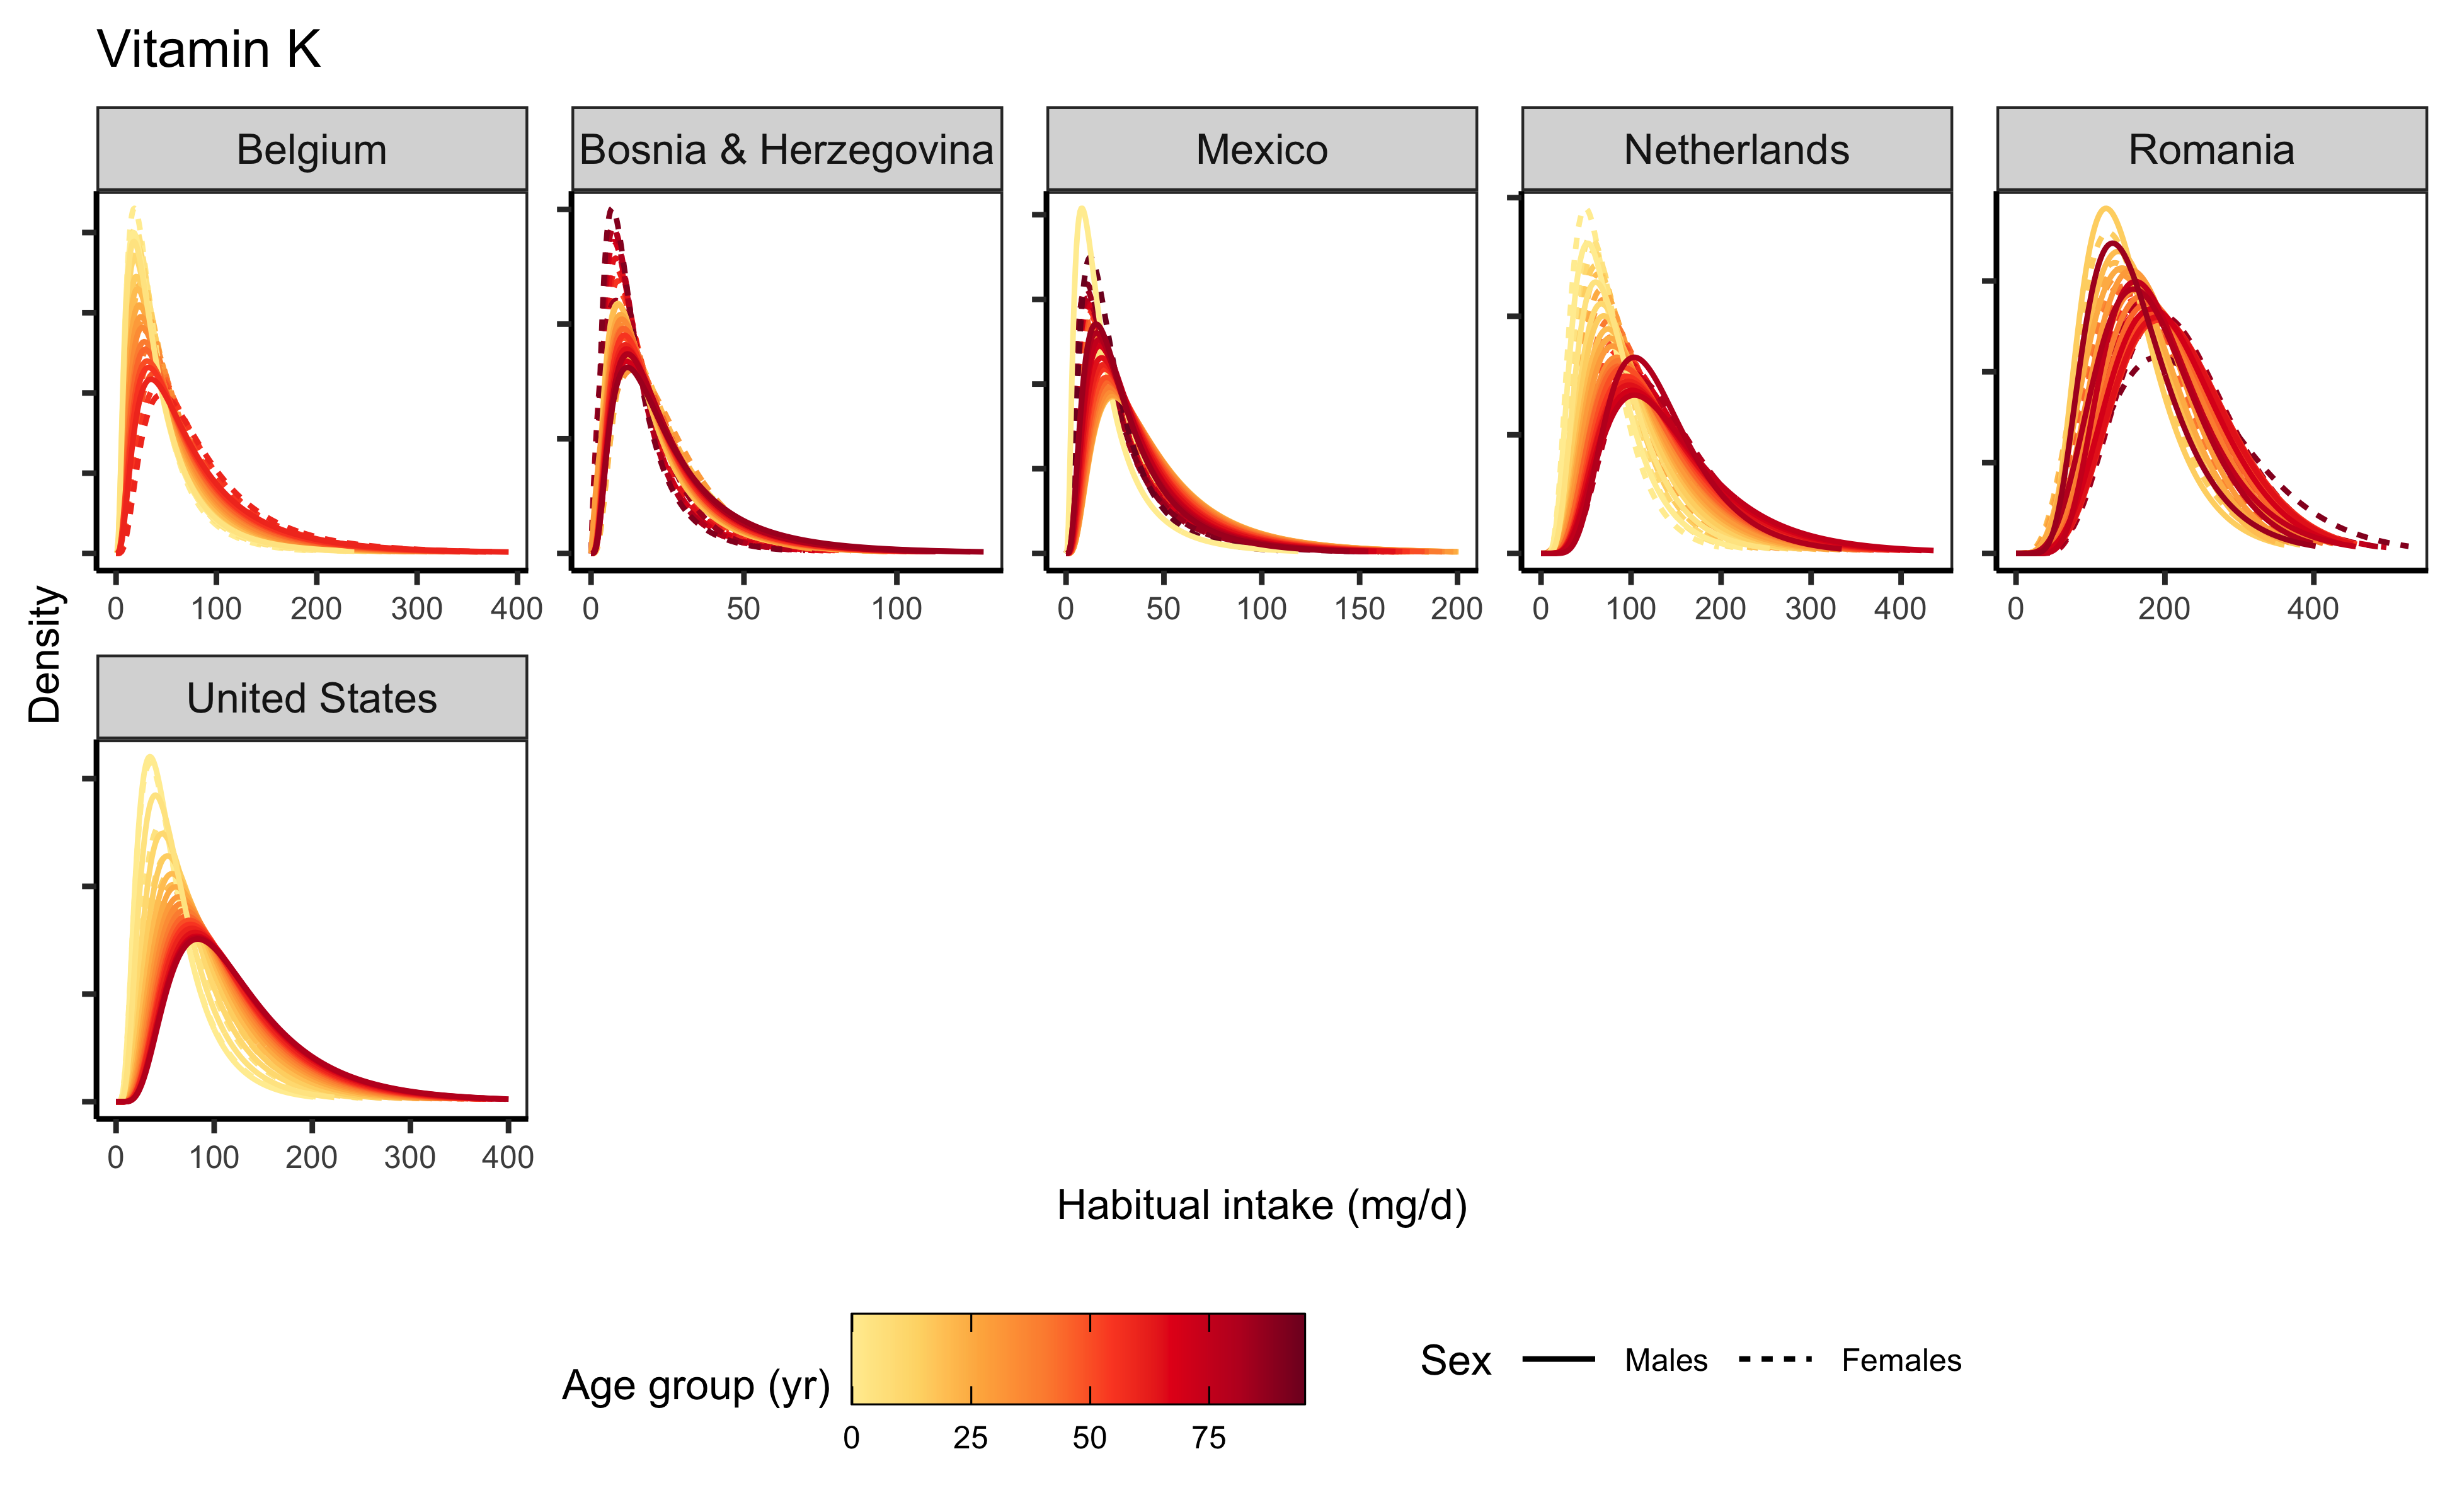 Vitamin K
Belgium
Bosnia & Herzegovina
Mexico
Netherlands
Romania
0 100 200 300 400
0 50 100
0 50 100 150 200
0 100 200 300 400
0 200 400
Density
United States
0 100 200 300 400
Habitual intake (mg/d)
Age group (yr)
0 25 50 75
Sex
Males
Females